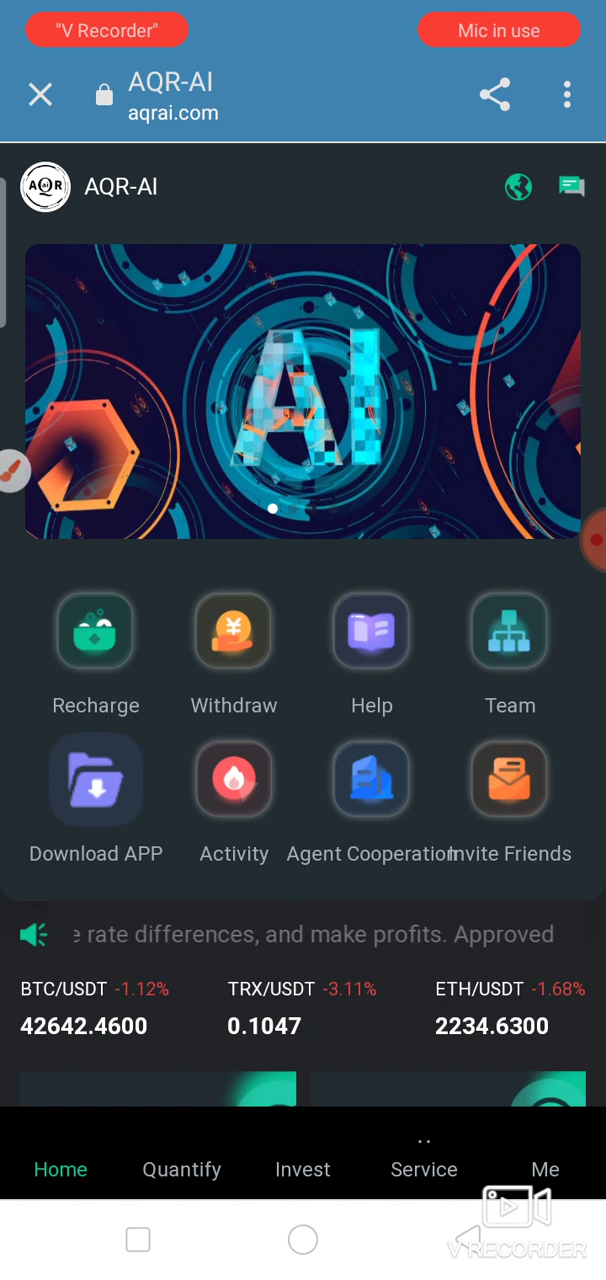 "V Recorder"
Mic in use
AQR-AI
aqrai.com
AQR
AQR-AI
AI
¥
Recharge
Withdraw
Help
Team
Download APP
Activity
Agent Cooperation
Invite Friends
e rate differences, and make profits. Approved
BTC/USDT -1.12%
TRX/USDT -3.11%
ETH/USDT -1.68%
42642.4600
0.1047
2234.6300
Home
Quantify
Invest
Service
Me
V RECORDER